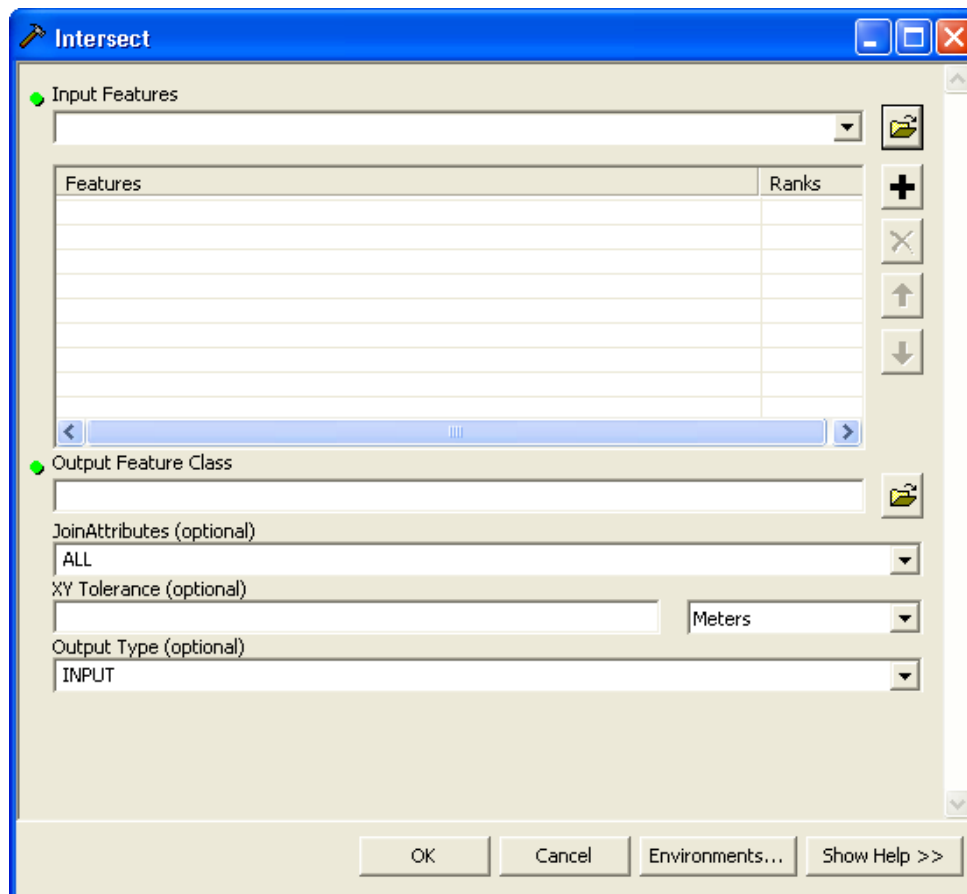 Intersect
Input Features
Features Ranks
Output Feature Class
JoinAttributes (optional)
ALL
XY Tolerance (optional)
Meters
Output Type (optional)
INPUT
OK Cancel Environments... Show Help >>